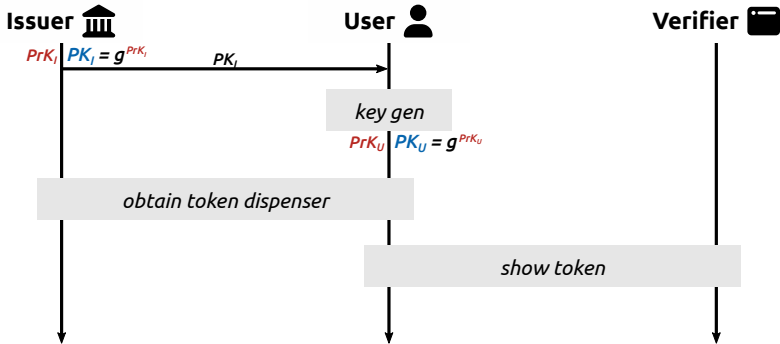 Issuer User Verifier
PrK_I PK_I = g^PrK_I PK_I
key gen
PrK_U PK_U = g^PrK_U
obtain token dispenser
show token